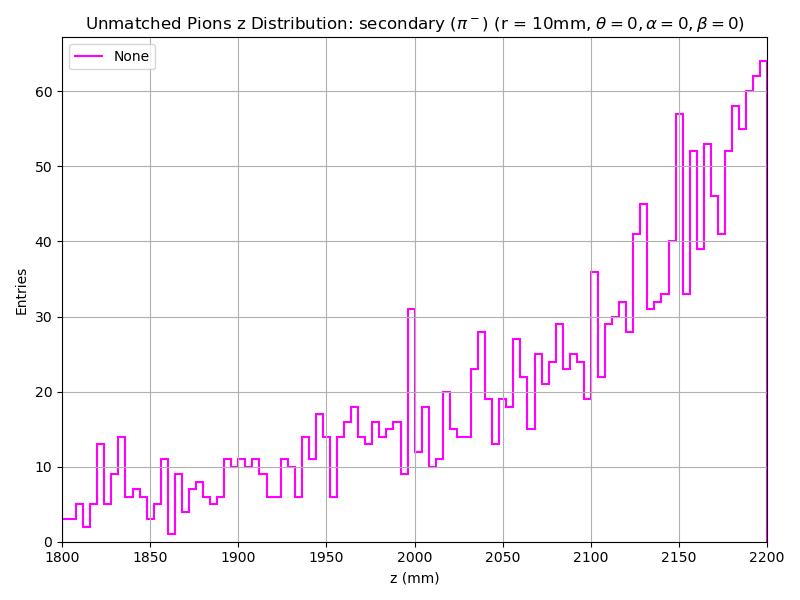 Unmatched Pions z Distribution: secondary (π⁻) (r = 10mm, θ = 0, α = 0, β = 0)
None
Entries
60
50
40
30
20
10
0
1800 1850 1900 1950 2000 2050 2100 2150 2200
z (mm)